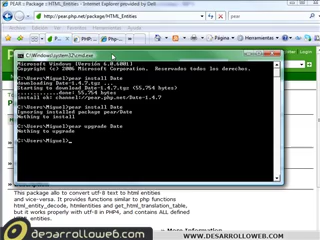 PEAR :: Package :: HTML_Entities - Internet Explorer provided by Dell
http://pear.php.net/package/HTML_Entities
C:\Windows\system32\cmd.exe
Microsoft Windows [Versión 6.0.6001]
Copyright (c) 2006 Microsoft Corporation. Reservados todos los derechos.
C:\Users\Miguel>pear install Date
downloading Date-1.4.7.tgz ...
Starting to download Date-1.4.7.tgz (55,754 bytes)
.............done: 55,754 bytes
install ok: channel://pear.php.net/Date-1.4.7
C:\Users\Miguel>pear install Date
Ignoring installed package pear/Date
Nothing to install
C:\Users\Miguel>pear upgrade Date
Nothing to upgrade
C:\Users\Miguel>_
This package allo to convert utf-8 text to html entities
and vice-versa. It provides functions similar to php functions
html_entity_decode, htmlentities and get_html_translation_table,
but it works properly with utf-8 in PHP4, and contains ALL defined
desarrolloweb.com
WWW.DESARROLLOWEB.COM